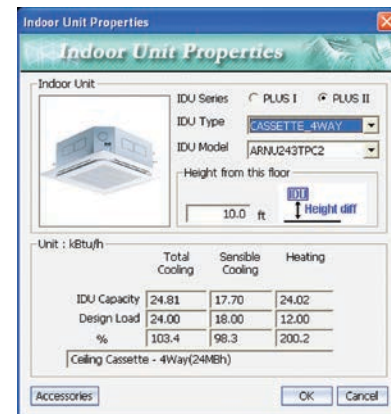 Indoor Unit Properties
Indoor Unit Properties
Indoor Unit
IDU Series PLUS I PLUS II
IDU Type CASSETTE_4WAY
IDU Model ARNU243TPC2
Height from this floor
10.0 ft
IDU
Height diff
Unit : kBtu/h
Total Cooling Sensible Cooling Heating
IDU Capacity 24.81 17.70 24.02
Design Load 24.00 18.00 12.00
% 103.4 98.3 200.2
Ceiling Cassette - 4Way(24MBh)
Accessories OK Cancel